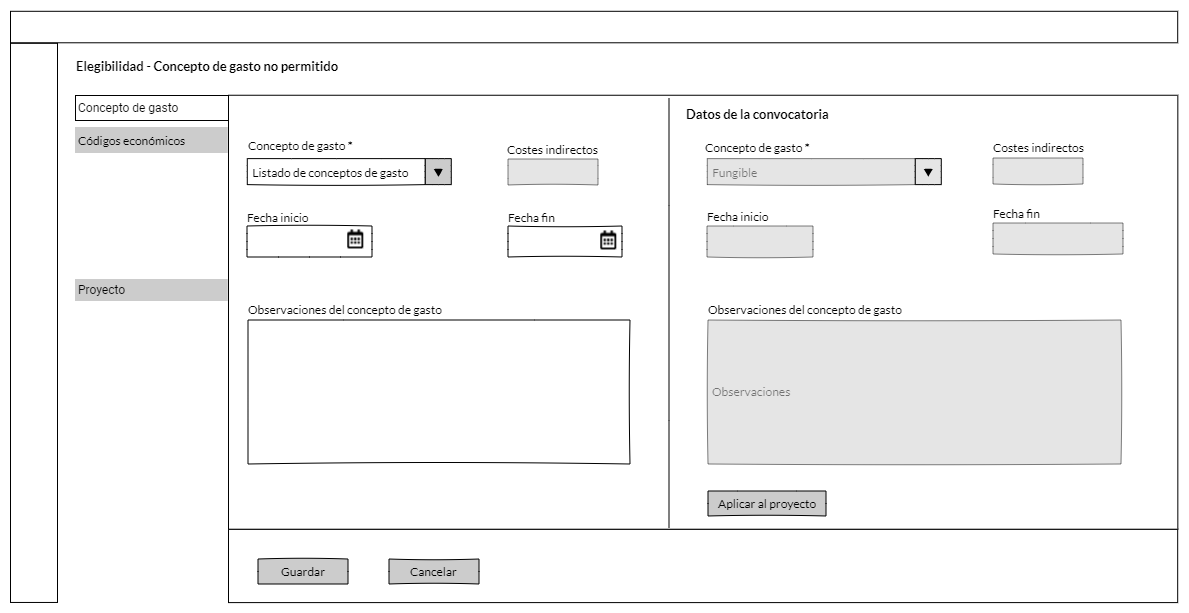 Elegibilidad - Concepto de gasto no permitido
Concepto de gasto
Códigos económicos
Proyecto
Concepto de gasto *
Costes indirectos
Listado de conceptos de gasto
Fecha inicio
Fecha fin
Observaciones del concepto de gasto
Datos de la convocatoria
Concepto de gasto *
Costes indirectos
Fungible
Fecha inicio
Fecha fin
Observaciones del concepto de gasto
Observaciones
Aplicar al proyecto
Guardar
Cancelar